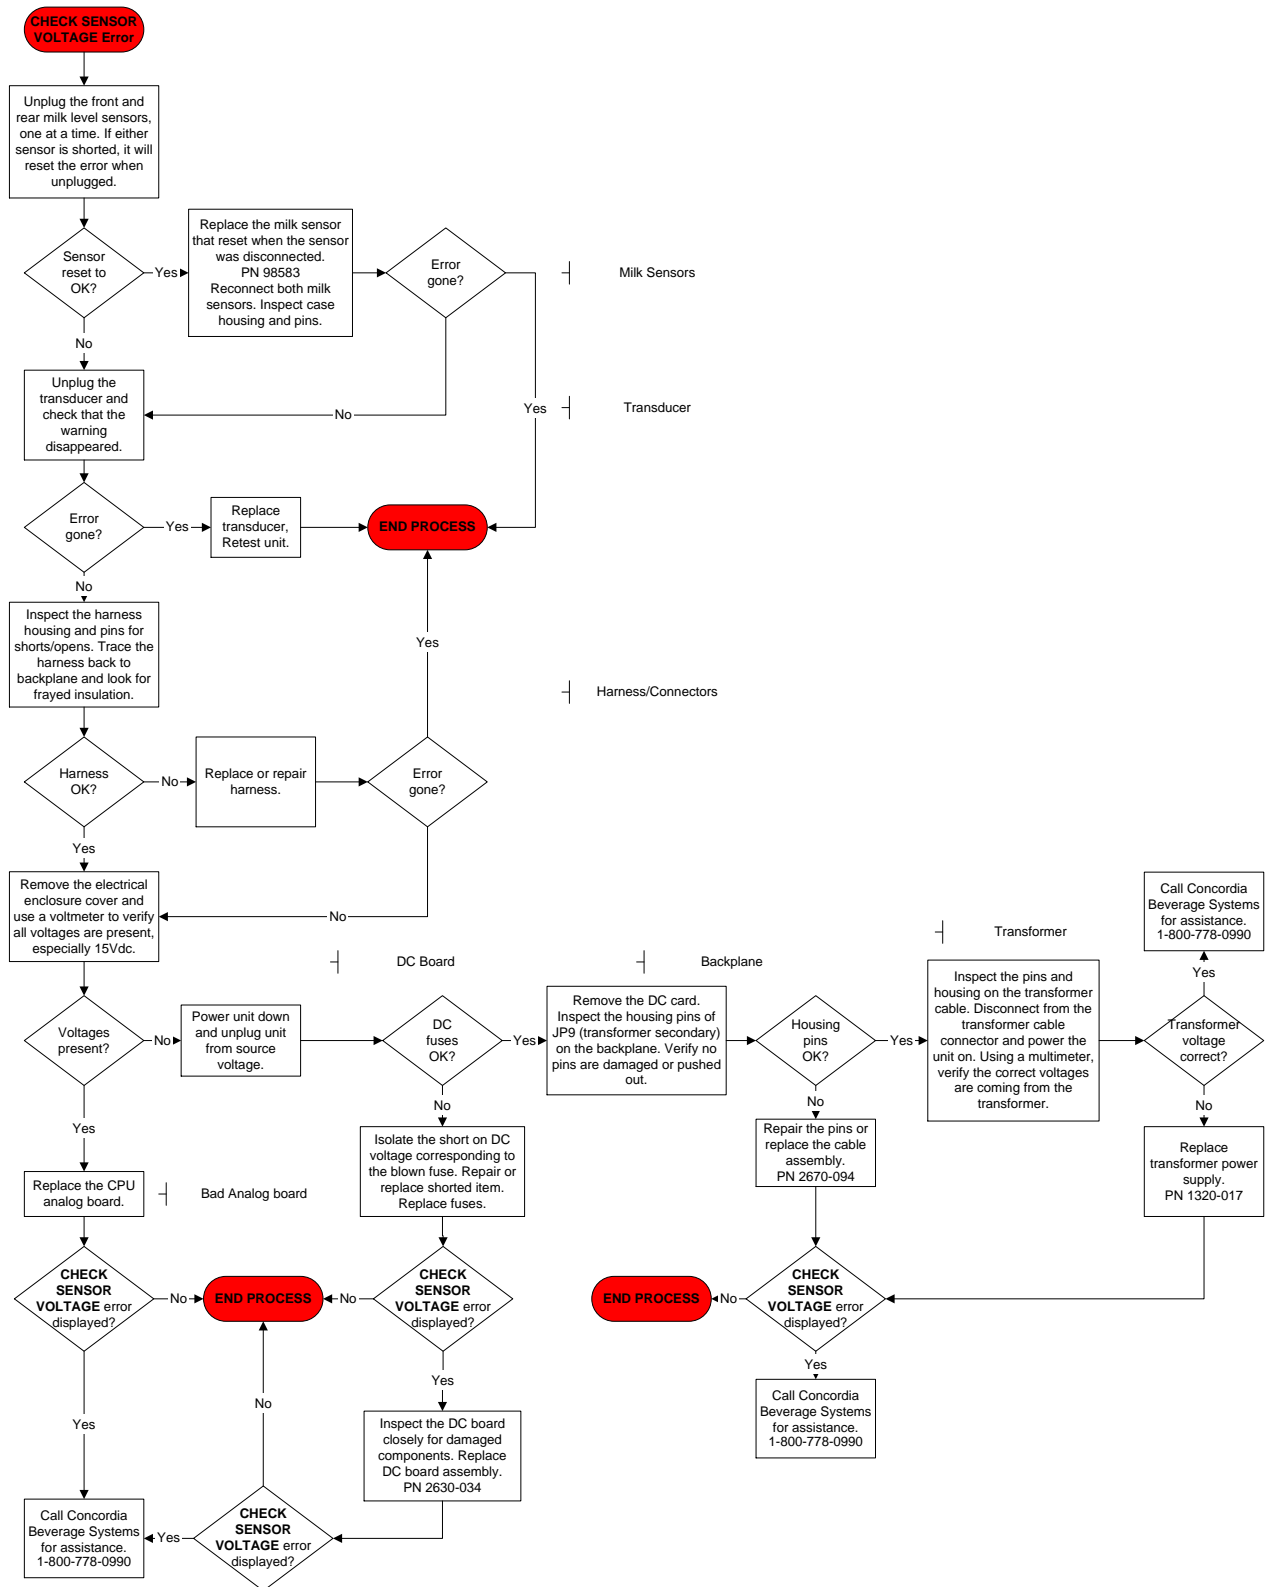 CHECK SENSOR
VOLTAGE Error
Unplug the front and
rear milk level sensors,
one at a time. If either
sensor is shorted, it will
reset the error when
unplugged.
Sensor
reset to
OK?
Yes
Replace the milk sensor
that reset when the sensor
was disconnected.
PN 98583
Reconnect both milk
sensors. Inspect case
housing and pins.
Error
gone?
Milk Sensors
No
Unplug the
transducer and
check that the
warning
disappeared.
No
Yes
Transducer
Error
gone?
Yes
Replace
transducer,
Retest unit.
END PROCESS
No
Inspect the harness
housing and pins for
shorts/opens. Trace the
harness back to
backplane and look for
frayed insulation.
Yes
Harness/Connectors
Harness
OK?
No
Replace or repair
harness.
Error
gone?
Yes
Remove the electrical
enclosure cover and
use a voltmeter to verify
all voltages are present,
especially 15Vdc.
No
Call Concordia
Beverage Systems
for assistance.
1-800-778-0990
DC Board
Backplane
Transformer
Yes
Voltages
present?
No
Power unit down
and unplug unit
from source
voltage.
DC
fuses
OK?
Yes
Remove the DC card.
Inspect the housing pins of
JP9 (transformer secondary)
on the backplane. Verify no
pins are damaged or pushed
out.
Housing
pins
OK?
Yes
Inspect the pins and
housing on the transformer
cable. Disconnect from the
transformer cable
connector and power the
unit on. Using a multimeter,
verify the correct voltages
are coming from the
transformer.
Transformer
voltage
correct?
Yes
No
No
No
Replace the CPU
analog board.
Bad Analog board
Isolate the short on DC
voltage corresponding to
the blown fuse. Repair or
replace shorted item.
Replace fuses.
Repair the pins or
replace the cable
assembly.
PN 2670-094
Replace
transformer power
supply.
PN 1320-017
CHECK
SENSOR
VOLTAGE error
displayed?
No
END PROCESS
No
CHECK
SENSOR
VOLTAGE error
displayed?
END PROCESS
No
CHECK
SENSOR
VOLTAGE error
displayed?
Yes
No
Yes
Yes
Inspect the DC board
closely for damaged
components. Replace
DC board assembly.
PN 2630-034
Call Concordia
Beverage Systems
for assistance.
1-800-778-0990
Call Concordia
Beverage Systems
for assistance.
1-800-778-0990
Yes
CHECK
SENSOR
VOLTAGE error
displayed?